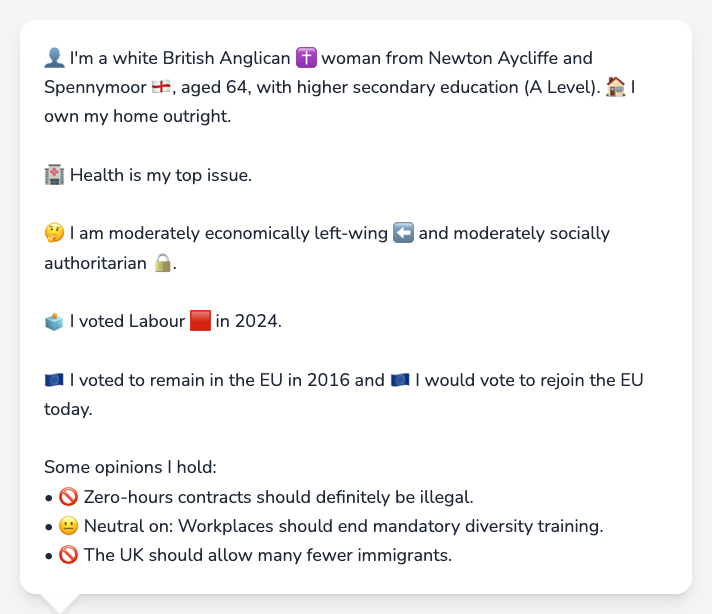 👤 I'm a white British Anglican ✝️ woman from Newton Aycliffe and
Spennymoor 🏴󠁧󠁢󠁥󠁮󠁧󠁿, aged 64, with higher secondary education (A Level). 🏠 I
own my home outright.
🏥 Health is my top issue.
🤔 I am moderately economically left-wing ⬅️ and moderately socially
authoritarian 🔒.
🗳️ I voted Labour 🟥 in 2024.
🇪🇺 I voted to remain in the EU in 2016 and 🇪🇺 I would vote to rejoin the EU
today.
Some opinions I hold:
• 🚫 Zero-hours contracts should definitely be illegal.
• 😐 Neutral on: Workplaces should end mandatory diversity training.
• 🚫 The UK should allow many fewer immigrants.